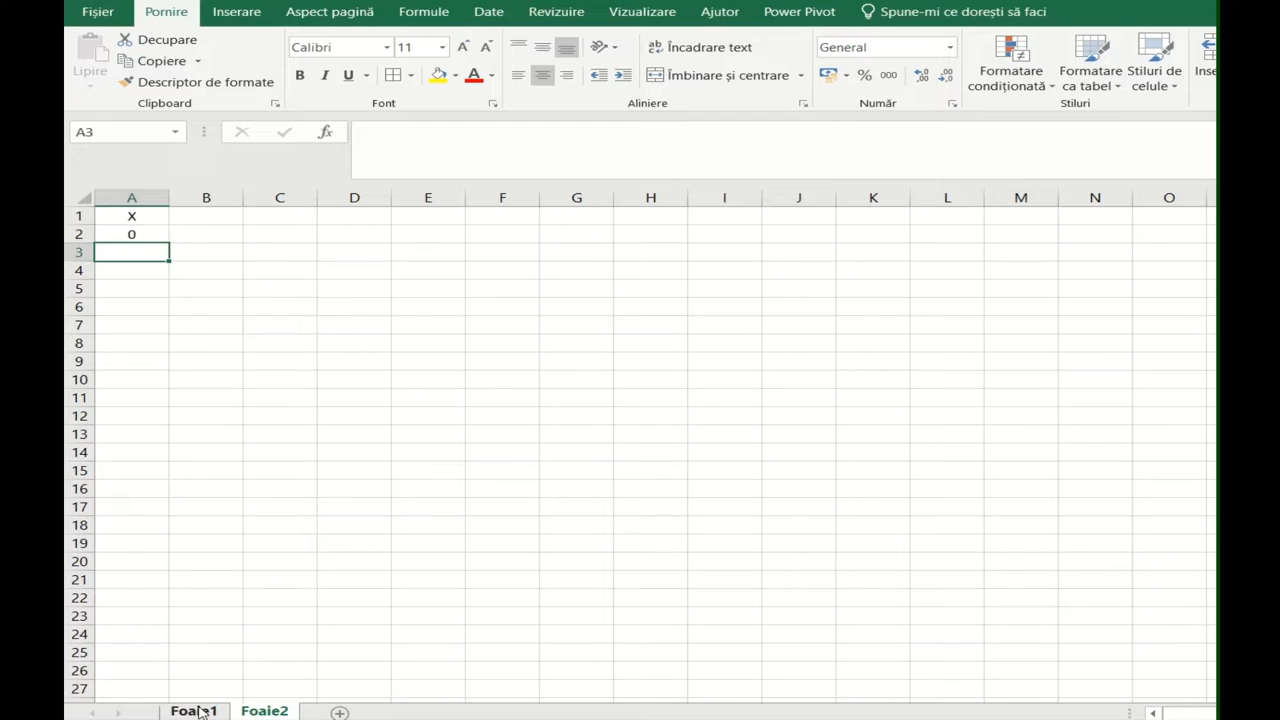 Fișier Pornire Inserare Aspect pagină Formule Date Revizuire Vizualizare Ajutor Power Pivot Spune-mi ce dorești să faci
Lipire
Decupare
Copiere
Descriptor de formate
Clipboard
Calibri 11 A A
B I U A
Font
Încadrare text
Îmbinare și centrare
Aliniere
General
% 000
Număr
Formatare condiționată
Formatare ca tabel
Stiluri de celule
Stiluri
A3 fx
A B C D E F G H I J K L M N O
1 X
2 0
3
4
5
6
7
8
9
10
11
12
13
14
15
16
17
18
19
20
21
22
23
24
25
26
27
Foaie1 Foaie2